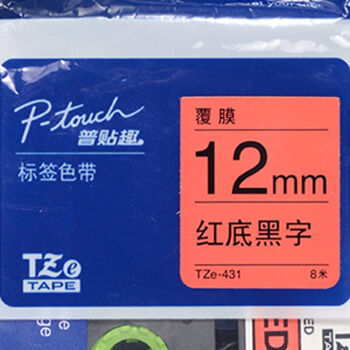 P-touch
普贴趣
标签色带
TZe
TAPE
覆膜
12mm
红底黑字
TZe-431 8米